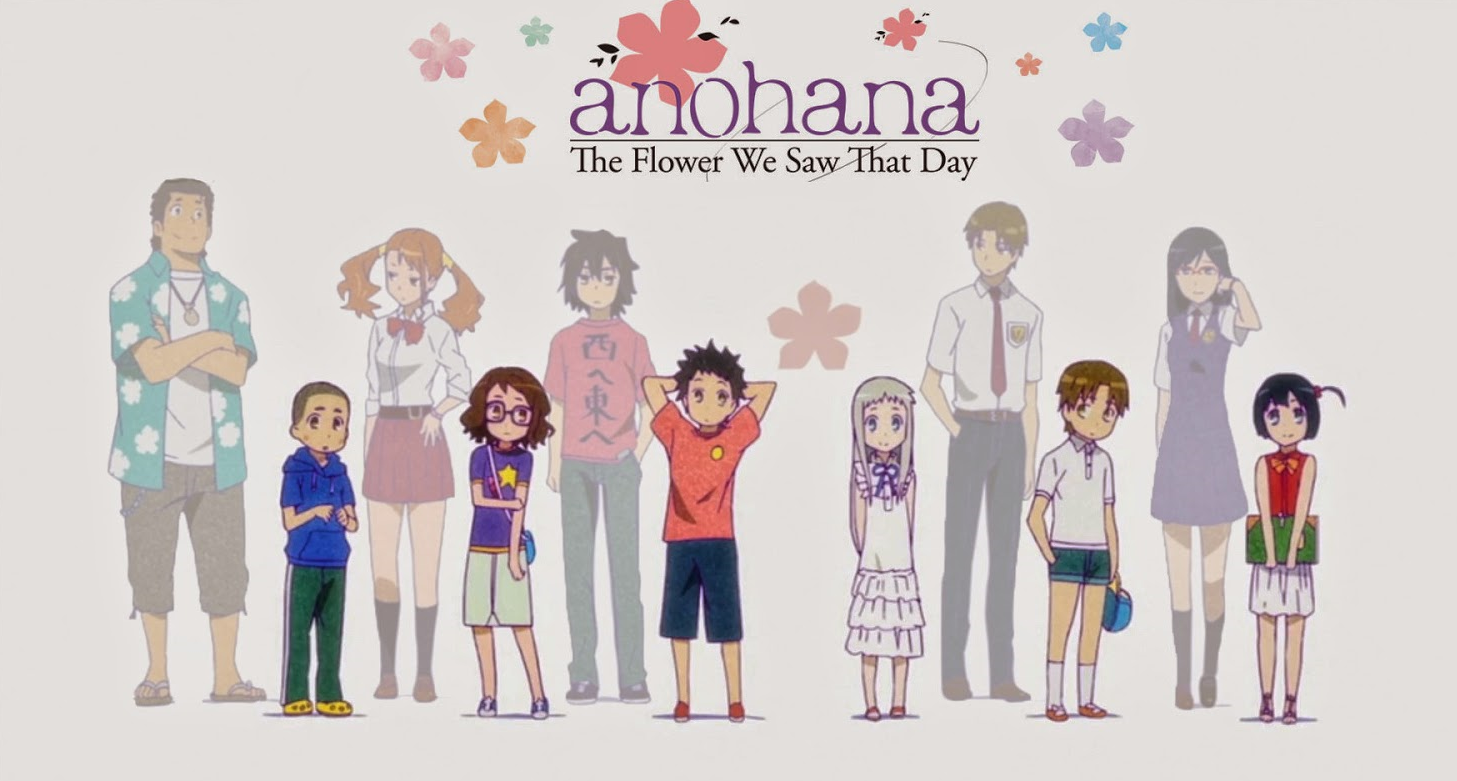 anohana
The Flower We Saw That Day
西へ東へ